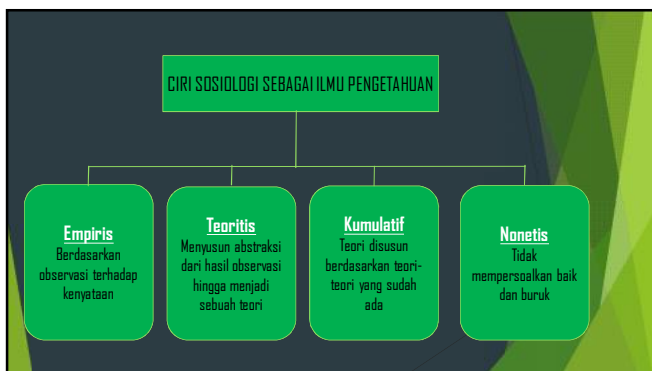 CIRI SOSIOLOGI SEBAGAI ILMU PENGETAHUAN
Empiris
Berdasarkan
observasi terhadap
kenyataan
Teoritis
Menyusun abstraksi
dari hasil observasi
hingga menjadi
sebuah teori
Kumulatif
Teori disusun
berdasarkan teori-
teori yang sudah
ada
Nonetis
Tidak
mempersoalkan baik
dan buruk